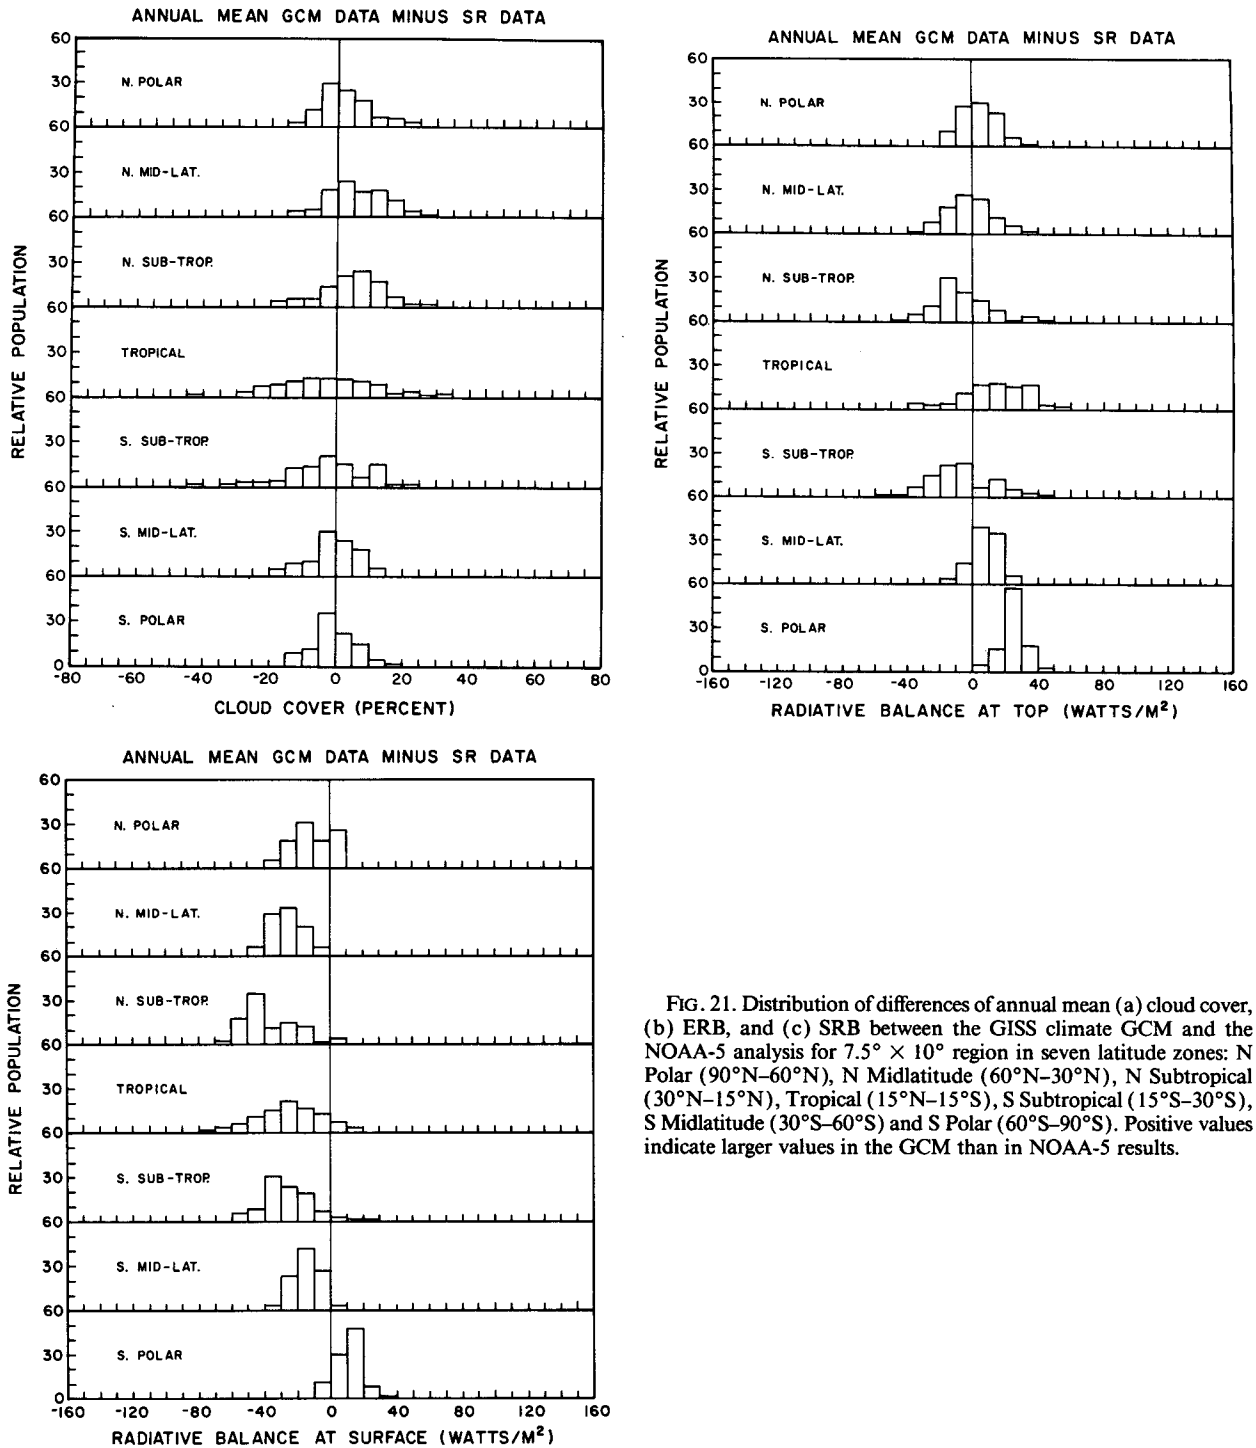 ANNUAL MEAN GCM DATA MINUS SR DATA
60
30
N. POLAR
60
30
N. MID-LAT.
60
30
N. SUB-TROP.
60
30
TROPICAL
60
30
S. SUB-TROP.
60
30
S. MID-LAT.
60
30
S. POLAR
0
-80 -60 -40 -20 0 20 40 60 80
RELATIVE POPULATION
CLOUD COVER (PERCENT)
ANNUAL MEAN GCM DATA MINUS SR DATA
60
30
N. POLAR
60
30
N. MID-LAT.
60
30
N. SUB-TROP.
60
30
TROPICAL
60
30
S. SUB-TROP.
60
30
S. MID-LAT.
60
30
S. POLAR
0
-160 -120 -80 -40 0 40 80 120 160
RELATIVE POPULATION
RADIATIVE BALANCE AT TOP (WATTS/M²)
ANNUAL MEAN GCM DATA MINUS SR DATA
60
30
N. POLAR
60
30
N. MID-LAT.
60
30
N. SUB-TROP.
60
30
TROPICAL
60
30
S. SUB-TROP.
60
30
S. MID-LAT.
60
30
S. POLAR
0
-160 -120 -80 -40 0 40 80 120 160
RELATIVE POPULATION
RADIATIVE BALANCE AT SURFACE (WATTS/M²)
FIG. 21. Distribution of differences of annual mean (a) cloud cover,
(b) ERB, and (c) SRB between the GISS climate GCM and the
NOAA-5 analysis for 7.5° × 10° region in seven latitude zones: N
Polar (90°N–60°N), N Midlatitude (60°N–30°N), N Subtropical
(30°N–15°N), Tropical (15°N–15°S), S Subtropical (15°S–30°S),
S Midlatitude (30°S–60°S) and S Polar (60°S–90°S). Positive values
indicate larger values in the GCM than in NOAA-5 results.